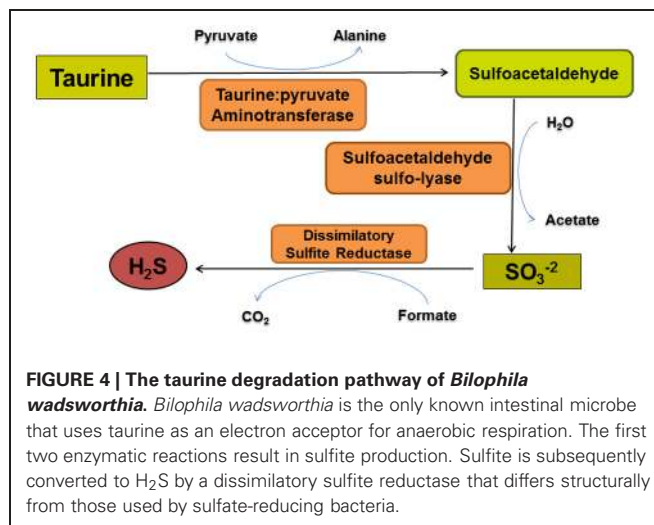 Pyruvate Alanine
Taurine
Sulfoacetaldehyde
Taurine:pyruvate
Aminotransferase
H₂O
Sulfoacetaldehyde
sulfo-lyase
Acetate
Dissimilatory
Sulfite Reductase
H₂S
SO₃⁻²
CO₂ Formate
FIGURE 4 | The taurine degradation pathway of Bilophila
wadsworthia. Bilophila wadsworthia is the only known intestinal microbe
that uses taurine as an electron acceptor for anaerobic respiration. The first
two enzymatic reactions result in sulfite production. Sulfite is subsequently
converted to H₂S by a dissimilatory sulfite reductase that differs structurally
from those used by sulfate-reducing bacteria.